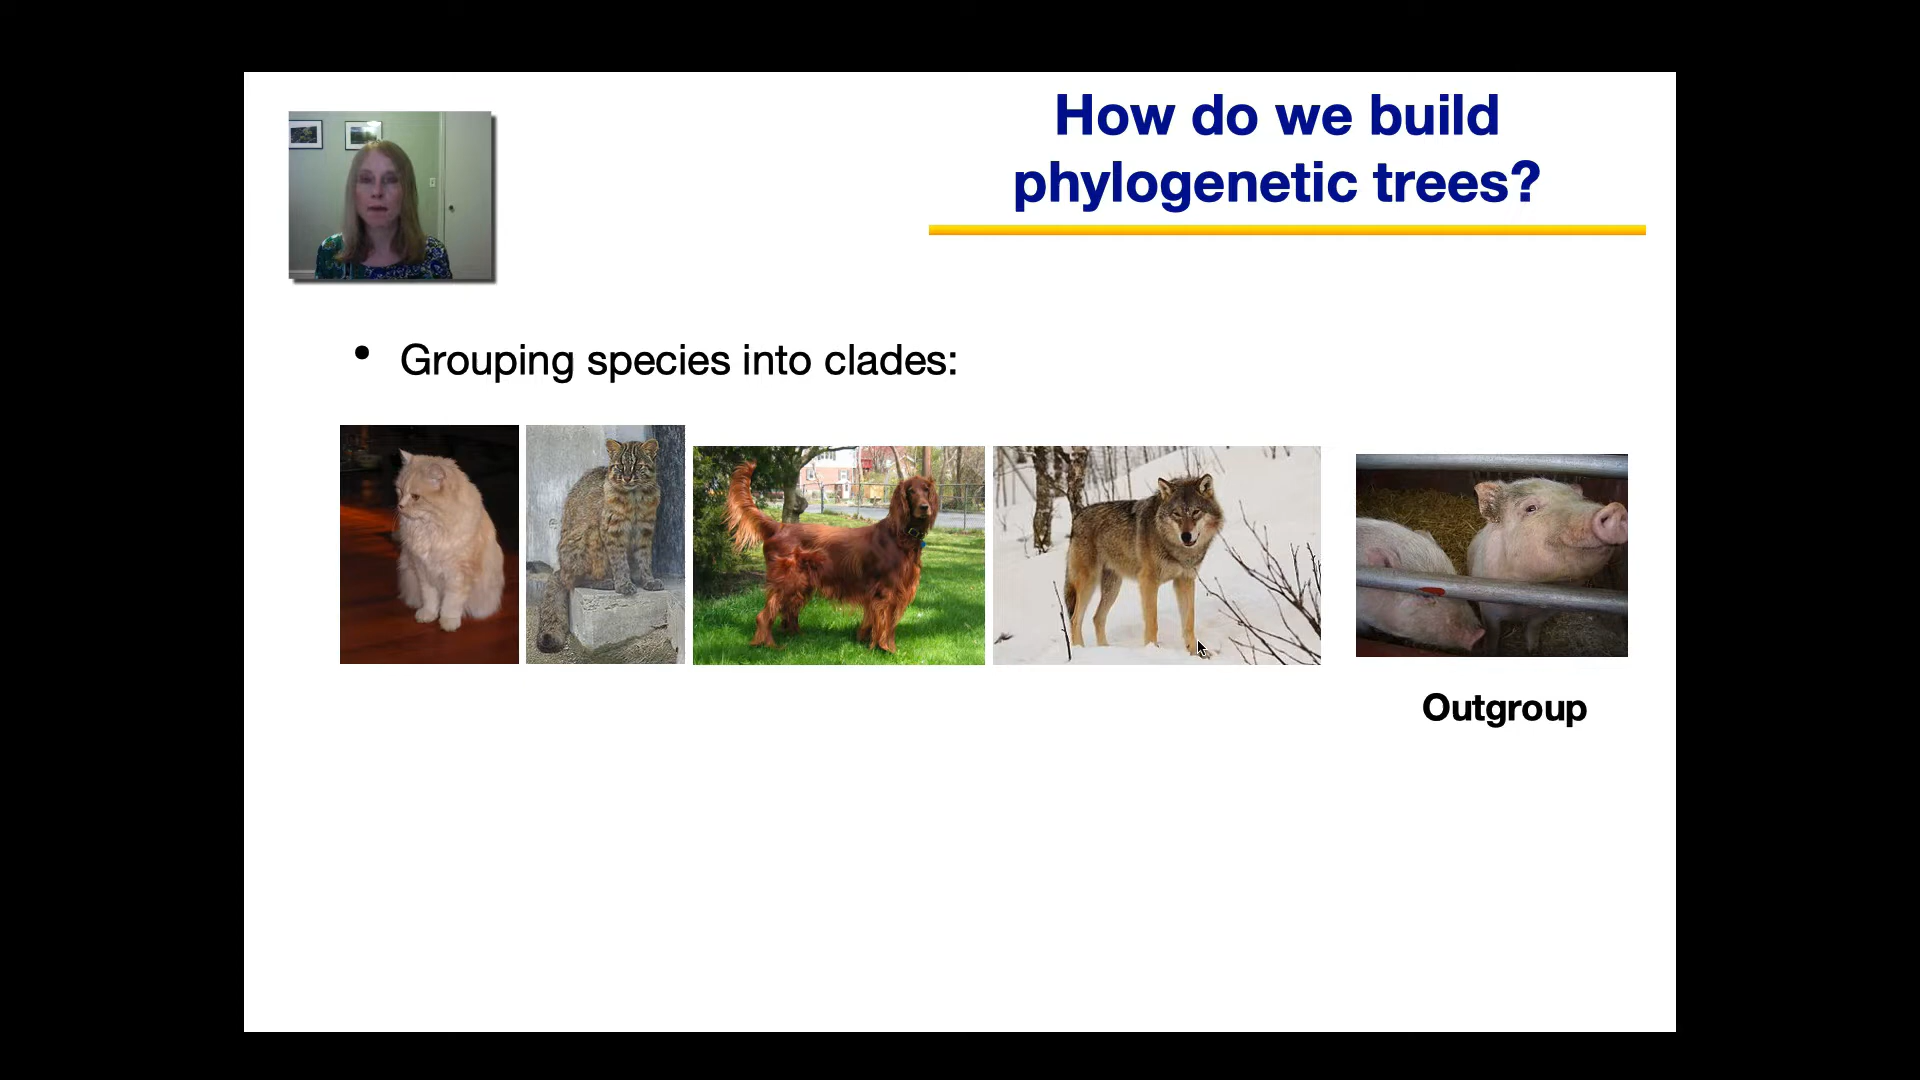 How do we build
phylogenetic trees?
• Grouping species into clades:
Outgroup